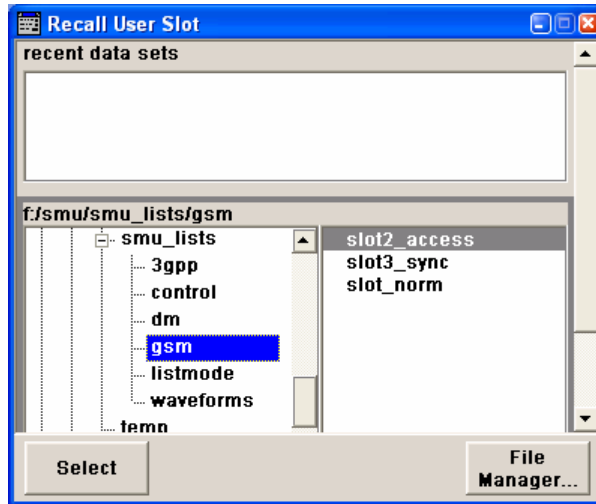 Recall User Slot
recent data sets
f:/smu/smu_lists/gsm
smu_lists
3gpp
control
dm
gsm
listmode
waveforms
temp
slot2_access
slot3_sync
slot_norm
Select
File
Manager...